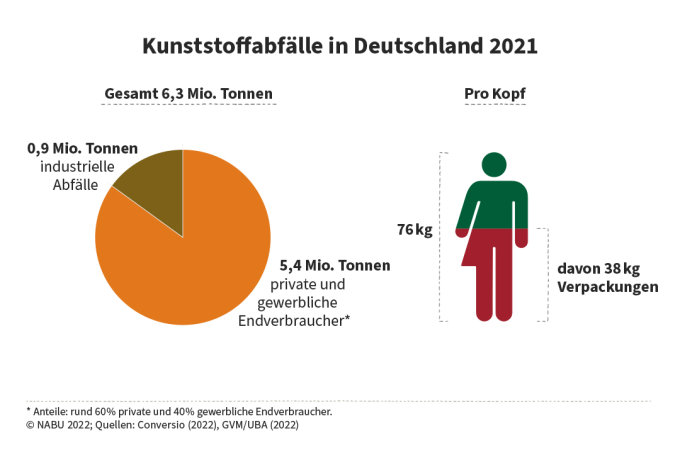 Kunststoffabfälle in Deutschland 2021
Gesamt 6,3 Mio. Tonnen
0,9 Mio. Tonnen
industrielle
Abfälle
5,4 Mio. Tonnen
private und
gewerbliche
Endverbraucher*
Pro Kopf
76 kg
davon 38 kg
Verpackungen
* Anteile: rund 60% private und 40% gewerbliche Endverbraucher.
© NABU 2022; Quellen: Conversio (2022), GVM/UBA (2022)